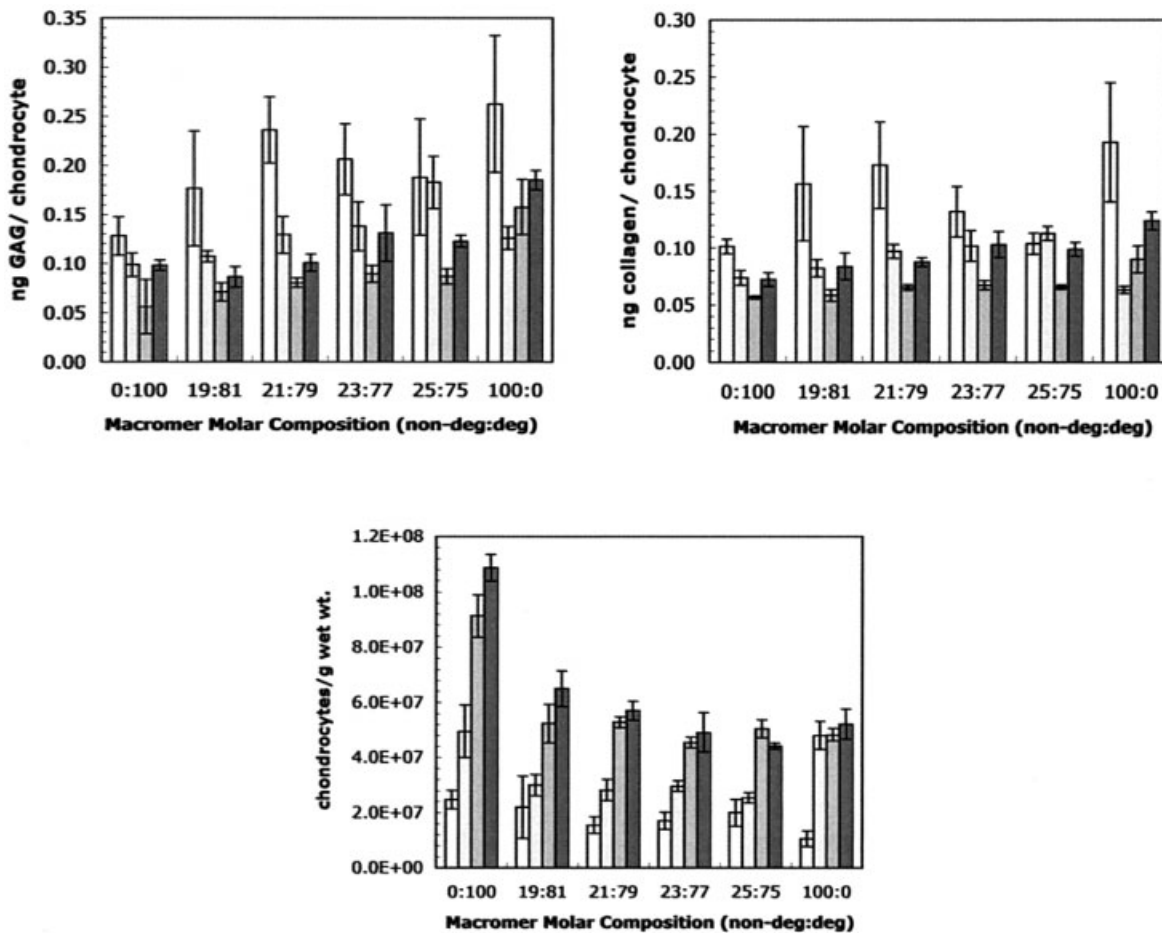 ng GAG/ chondrocyte
0.35
0.30
0.25
0.20
0.15
0.10
0.05
0.00
0:100 19:81 21:79 23:77 25:75 100:0
Macromer Molar Composition (non-deg:deg)
ng collagen/ chondrocyte
0.30
0.25
0.20
0.15
0.10
0.05
0.00
0:100 19:81 21:79 23:77 25:75 100:0
Macromer Molar Composition (non-deg:deg)
chondrocytes/g wet wt.
1.2E+08
1.0E+08
8.0E+07
6.0E+07
4.0E+07
2.0E+07
0.0E+00
0:100 19:81 21:79 23:77 25:75 100:0
Macromer Molar Composition (non-deg:deg)